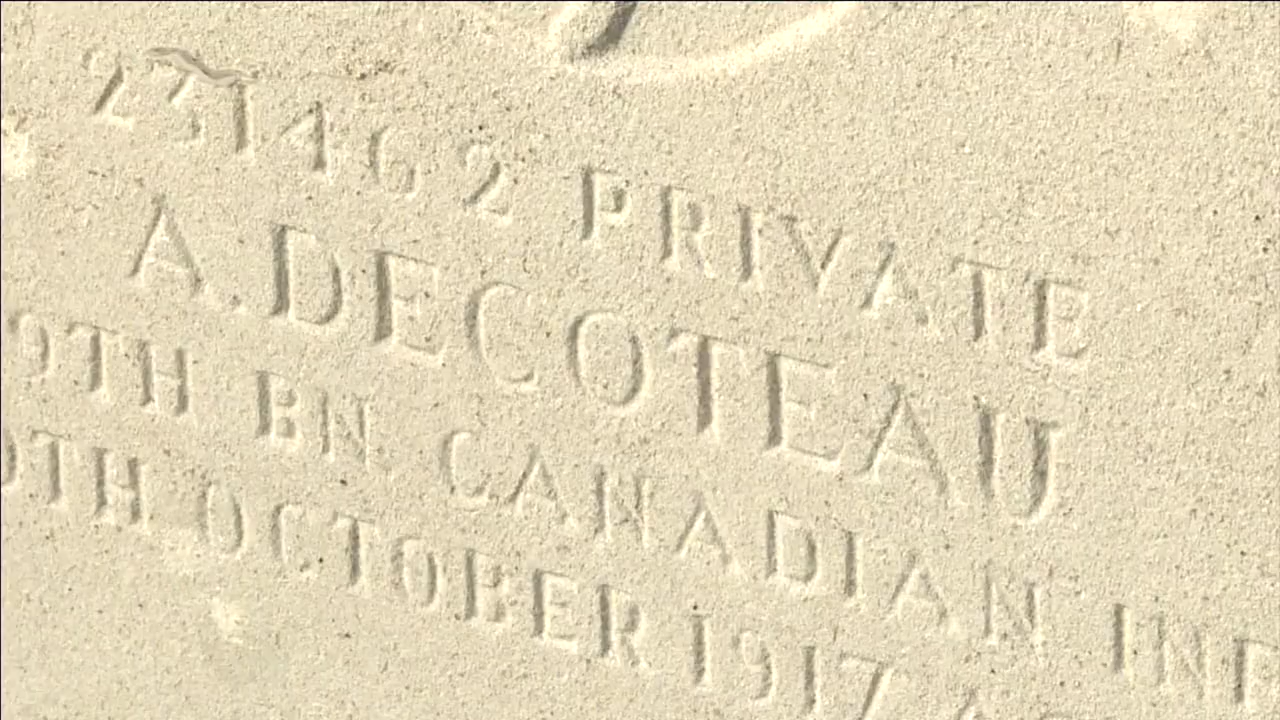 231462 PRIVATE
A. DECOTEAU
9TH BN CANADIAN INF
0TH OCTOBER 1917